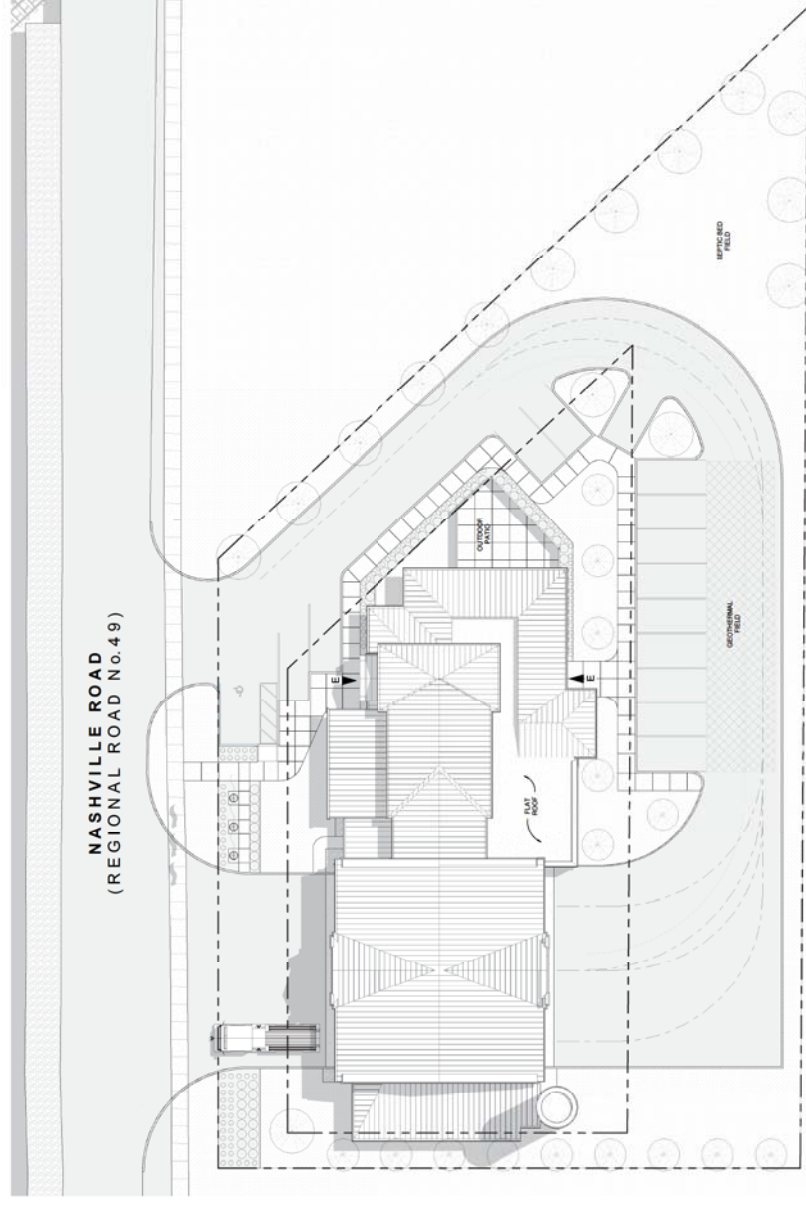 NASHVILLE ROAD
(REGIONAL ROAD No.49)
SEPTIC BED
FIELD
OUTDOOR
PATIO
GEOTHERMAL
FIELD
E
E
FLAT
ROOF